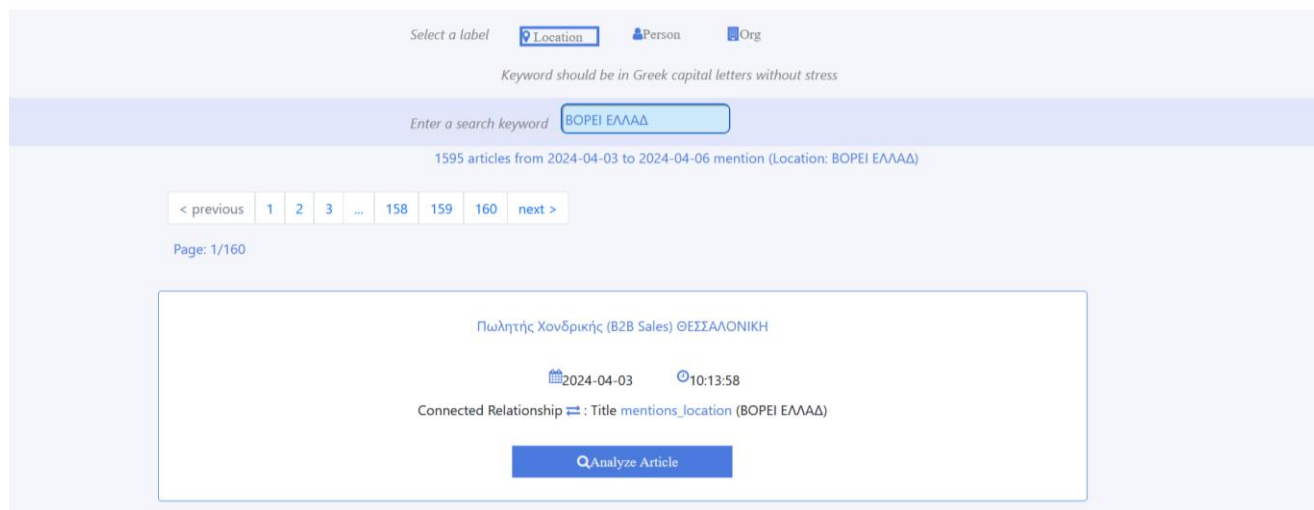 Select a label Location Person Org
Keyword should be in Greek capital letters without stress
Enter a search keyword ΒΟΡΕΙ ΕΛΛΑΔ
1595 articles from 2024-04-03 to 2024-04-06 mention (Location: ΒΟΡΕΙ ΕΛΛΑΔ)
< previous 1 2 3 ... 158 159 160 next >
Page: 1/160
Πωλητής Χονδρικής (B2B Sales) ΘΕΣΣΑΛΟΝΙΚΗ
2024-04-03 10:13:58
Connected Relationship ⇄ : Title mentions_location (ΒΟΡΕΙ ΕΛΛΑΔ)
Analyze Article